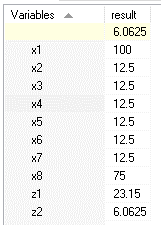 Variables result
6.0625
x1 100
x2 12.5
x3 12.5
x4 12.5
x5 12.5
x6 12.5
x7 12.5
x8 75
z1 23.15
z2 6.0625